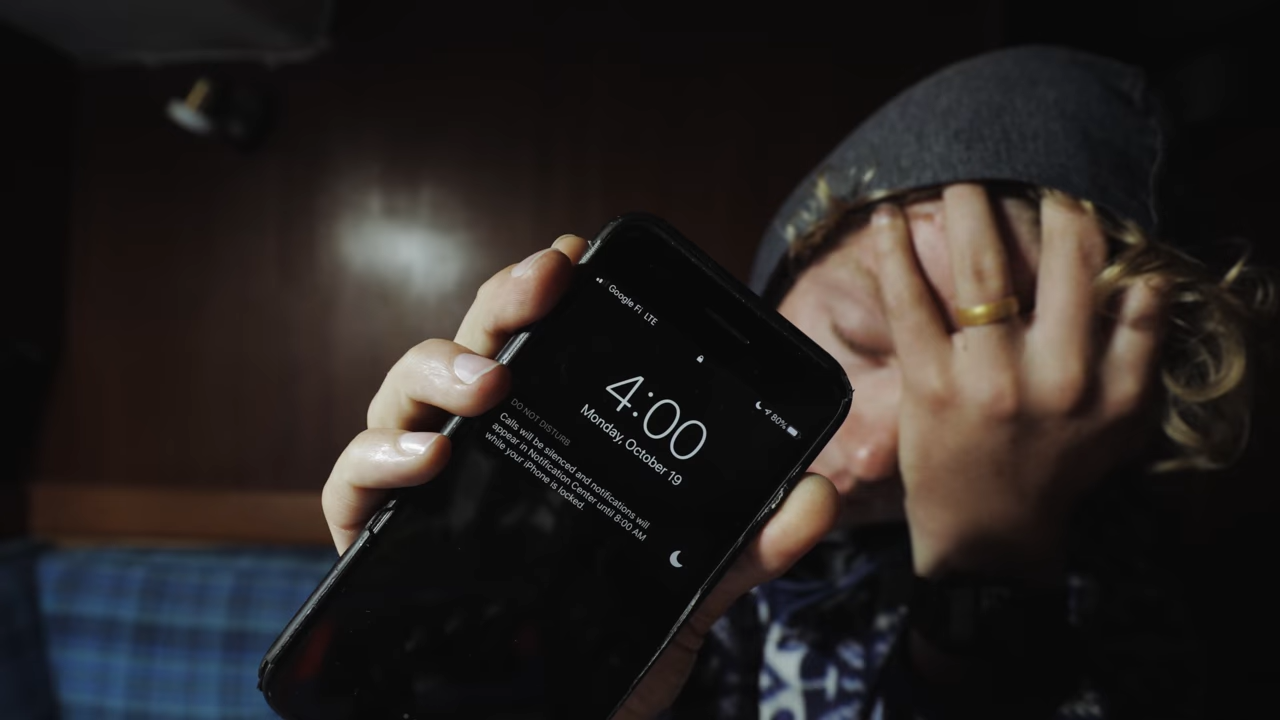 Google Fi LTE
80%
4:00
Monday, October 19
DO NOT DISTURB
Calls will be silenced and notifications will
appear in Notification Center until 8:00 AM
while your iPhone is locked.